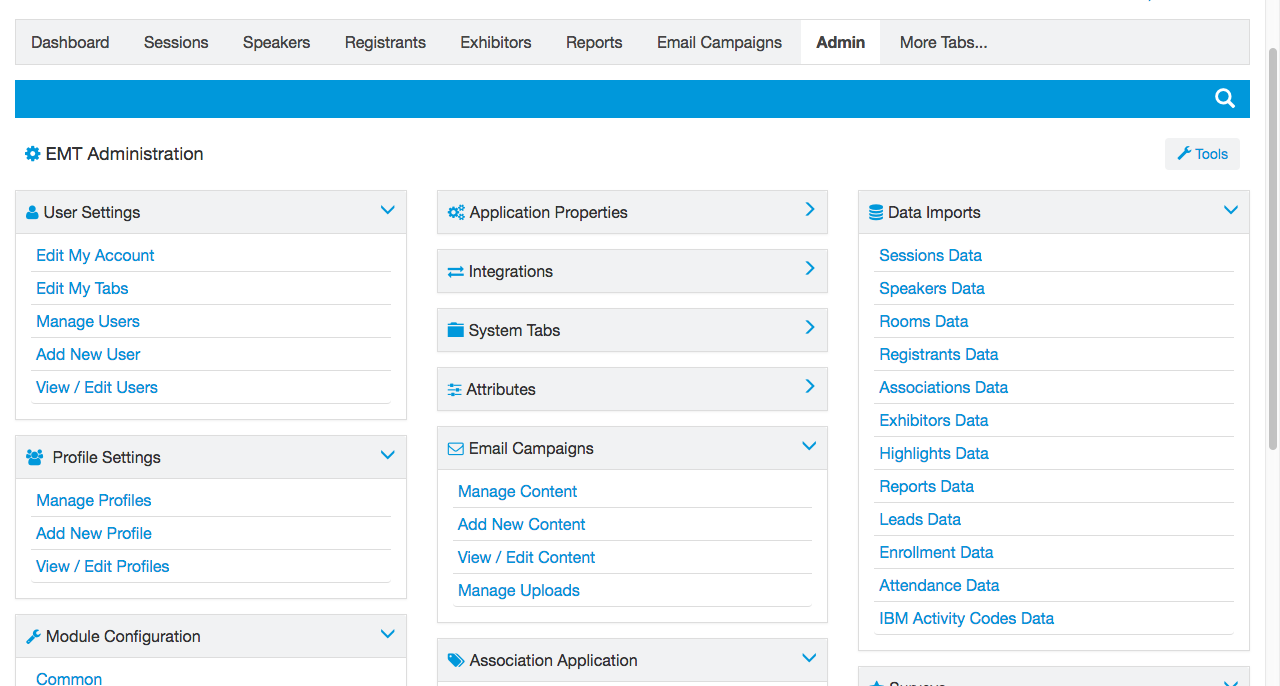 Dashboard Sessions Speakers Registrants Exhibitors Reports Email Campaigns Admin More Tabs...
EMT Administration
Tools
User Settings
Edit My Account
Edit My Tabs
Manage Users
Add New User
View / Edit Users
Profile Settings
Manage Profiles
Add New Profile
View / Edit Profiles
Module Configuration
Common
Application Properties
Integrations
System Tabs
Attributes
Email Campaigns
Manage Content
Add New Content
View / Edit Content
Manage Uploads
Association Application
Data Imports
Sessions Data
Speakers Data
Rooms Data
Registrants Data
Associations Data
Exhibitors Data
Highlights Data
Reports Data
Leads Data
Enrollment Data
Attendance Data
IBM Activity Codes Data
Surveys